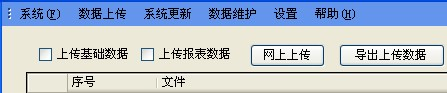 系统(F) 数据上传 系统更新 数据维护 设置 帮助(H)
上传基础数据 上传报表数据 网上上传 导出上传数据
序号 文件